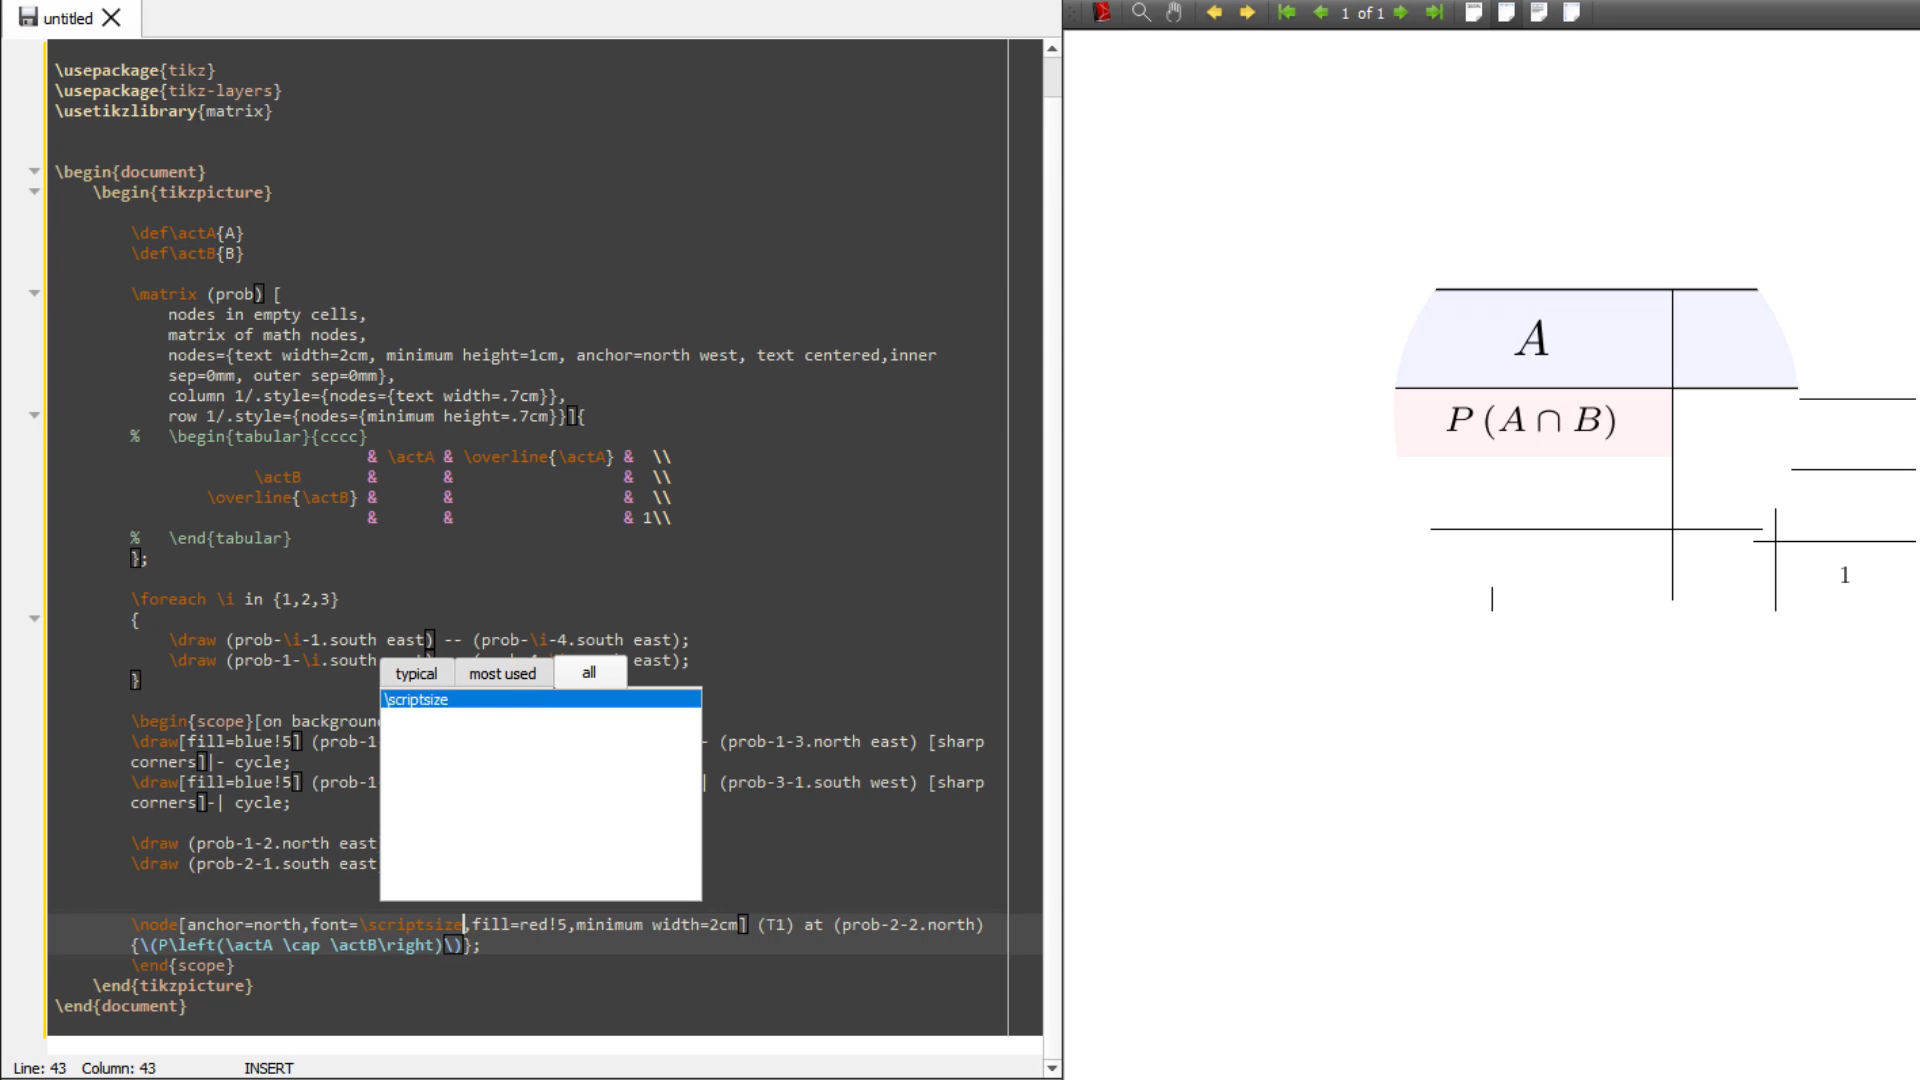 untitled
1 of 1
\usepackage{tikz}
\usepackage{tikz-layers}
\usetikzlibrary{matrix}
\begin{document}
\begin{tikzpicture}
\def\actA{A}
\def\actB{B}
\matrix (prob) [
nodes in empty cells,
matrix of math nodes,
nodes={text width=2cm, minimum height=1cm, anchor=north west, text centered,inner
sep=0mm, outer sep=0mm},
column 1/.style={nodes={text width=.7cm}},
row 1/.style={nodes={minimum height=.7cm}}]{
% \begin{tabular}{cccc}
& \actA & \overline{\actA} & \\
\actB & & & \\
\overline{\actB} & & & \\
& & & 1\\
% \end{tabular}
};
\foreach \i in {1,2,3}
{
\draw (prob-\i-1.south east) -- (prob-\i-4.south east);
\draw (prob-1-\i.south east);
}
\begin{scope}[on background
\draw[fill=blue!5] (prob-1 - (prob-1-3.north east) [sharp
corners]|- cycle;
\draw[fill=blue!5] (prob-1 | (prob-3-1.south west) [sharp
corners]-| cycle;
\draw (prob-1-2.north east
\draw (prob-2-1.south east
\node[anchor=north,font=\scriptsize,fill=red!5,minimum width=2cm] (T1) at (prob-2-2.north)
{\(P\left(\actA \cap \actB\right)\)};
\end{scope}
\end{tikzpicture}
\end{document}
typical most used all
\scriptsize
Line: 43 Column: 43 INSERT
A
P (A ∩ B)
1